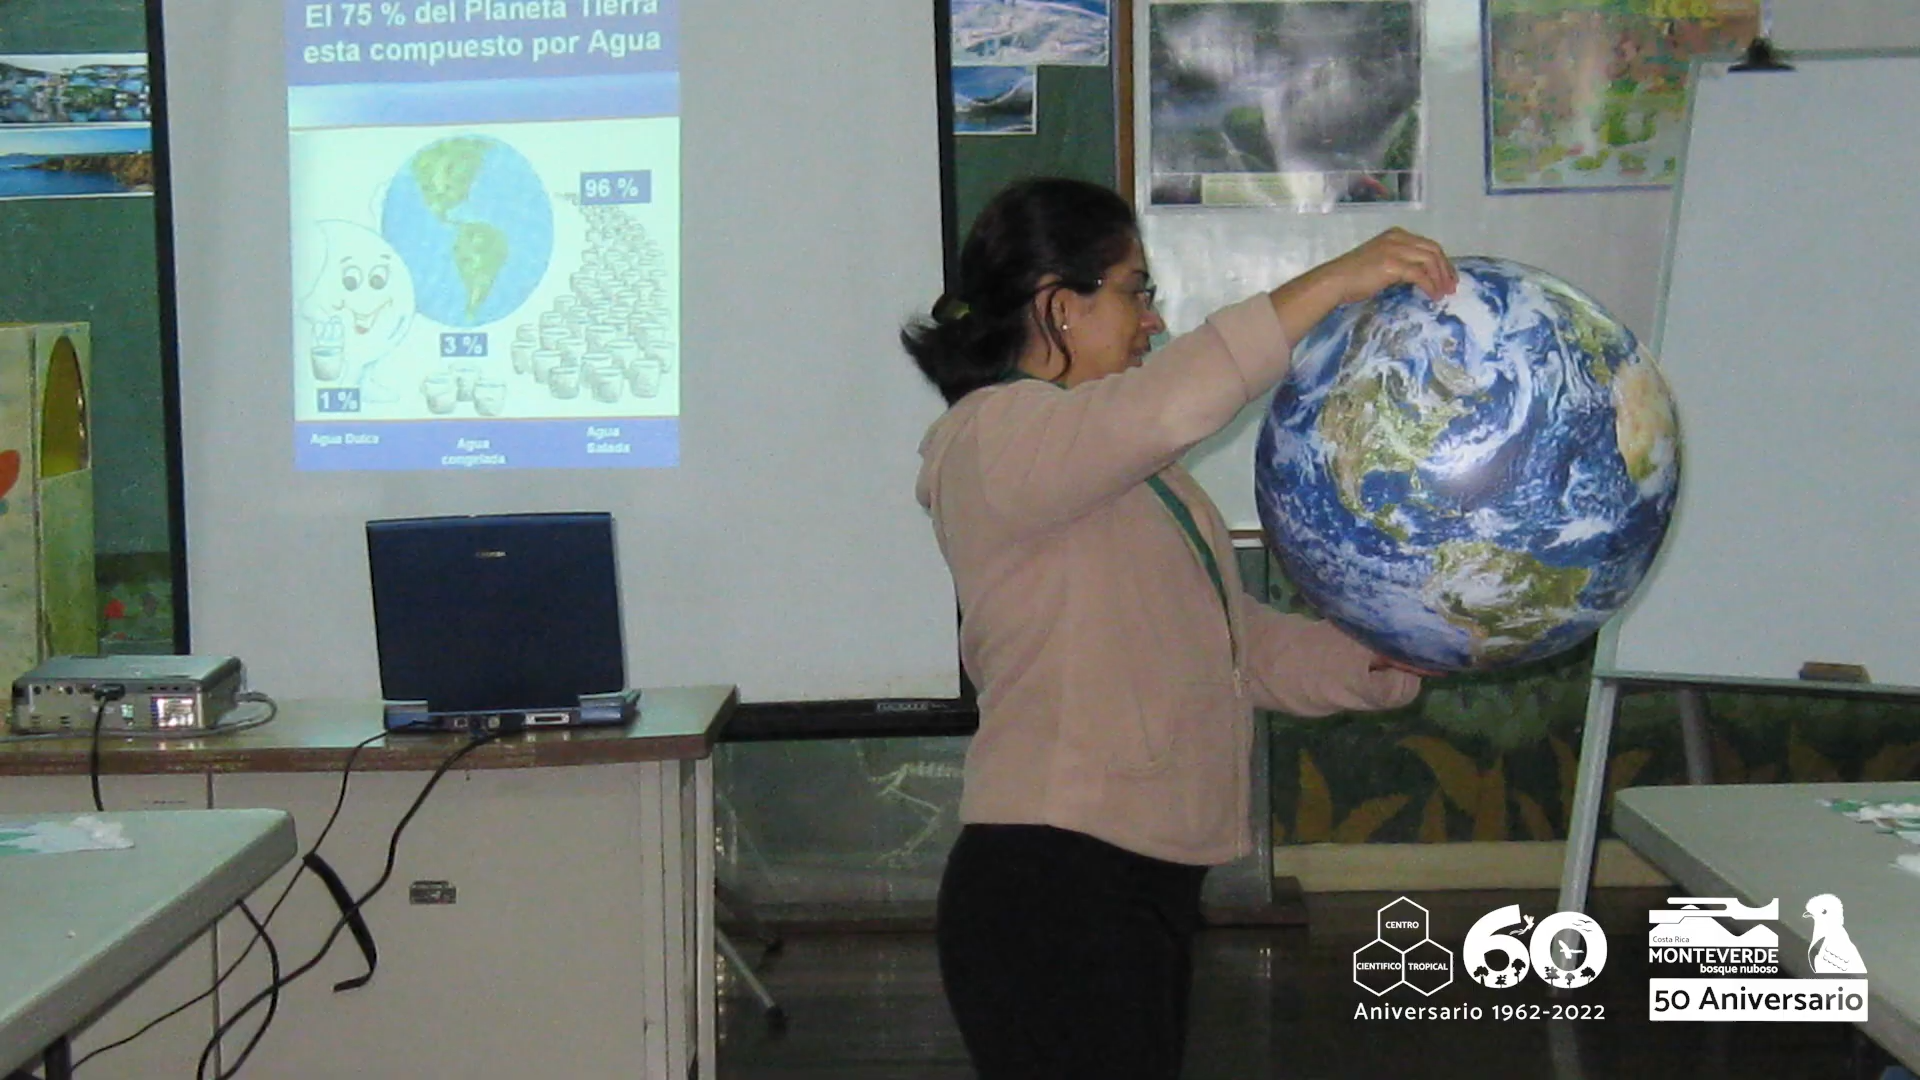 El 75 % del Planeta Tierra
esta compuesto por Agua
96 %
3 %
1 %
Agua Dulce
Agua
congelada
Agua
Salada
CENTRO
CIENTIFICO TROPICAL
60
Aniversario 1962-2022
Costa Rica
MONTEVERDE
bosque nuboso
50 Aniversario